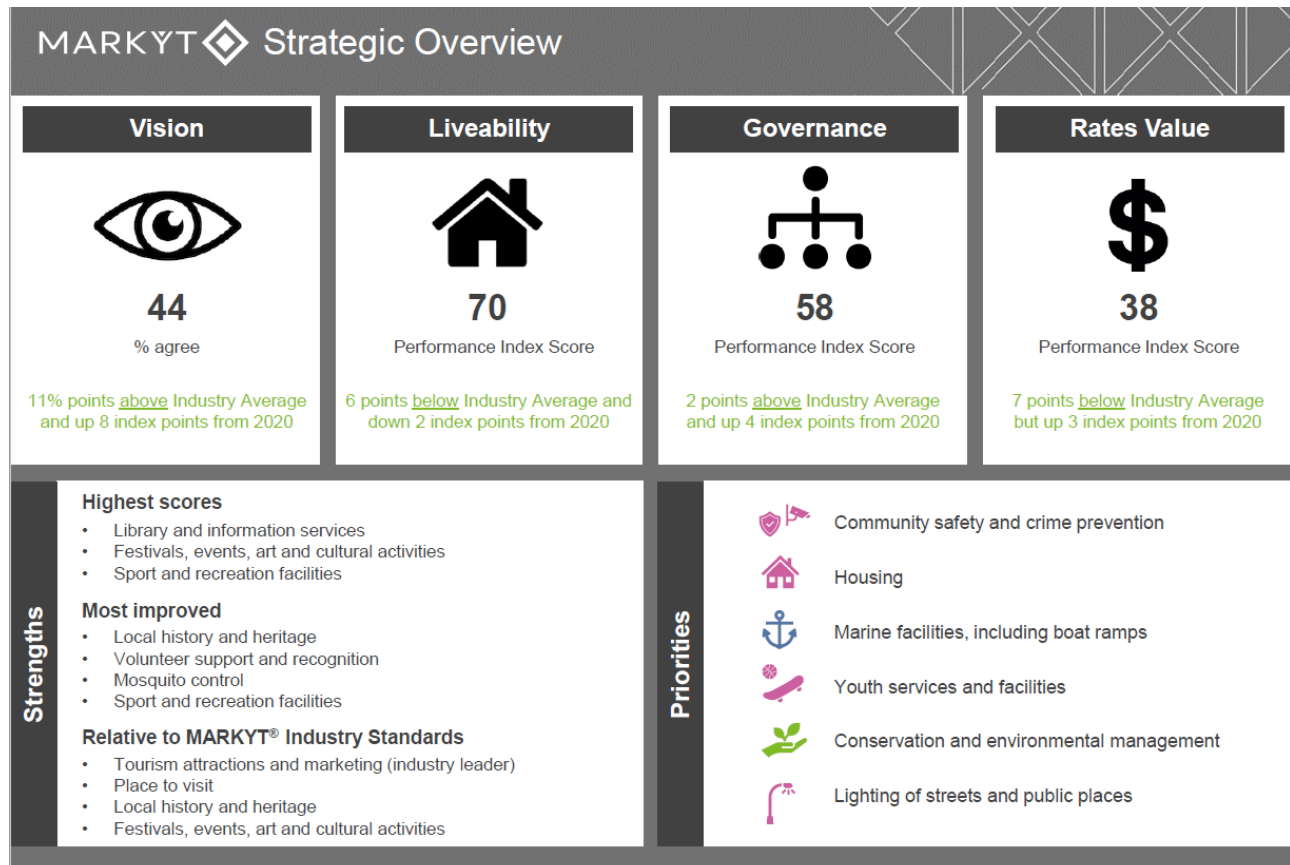 MARKYT Strategic Overview
Vision
44
% agree
11% points above Industry Average
and up 8 index points from 2020
Liveability
70
Performance Index Score
6 points below Industry Average and
down 2 index points from 2020
Governance
58
Performance Index Score
2 points above Industry Average
and up 4 index points from 2020
Rates Value
$
38
Performance Index Score
7 points below Industry Average
but up 3 index points from 2020
Strengths
Highest scores
• Library and information services
• Festivals, events, art and cultural activities
• Sport and recreation facilities
Most improved
• Local history and heritage
• Volunteer support and recognition
• Mosquito control
• Sport and recreation facilities
Relative to MARKYT® Industry Standards
• Tourism attractions and marketing (industry leader)
• Place to visit
• Local history and heritage
• Festivals, events, art and cultural activities
Priorities
Community safety and crime prevention
Housing
Marine facilities, including boat ramps
Youth services and facilities
Conservation and environmental management
Lighting of streets and public places